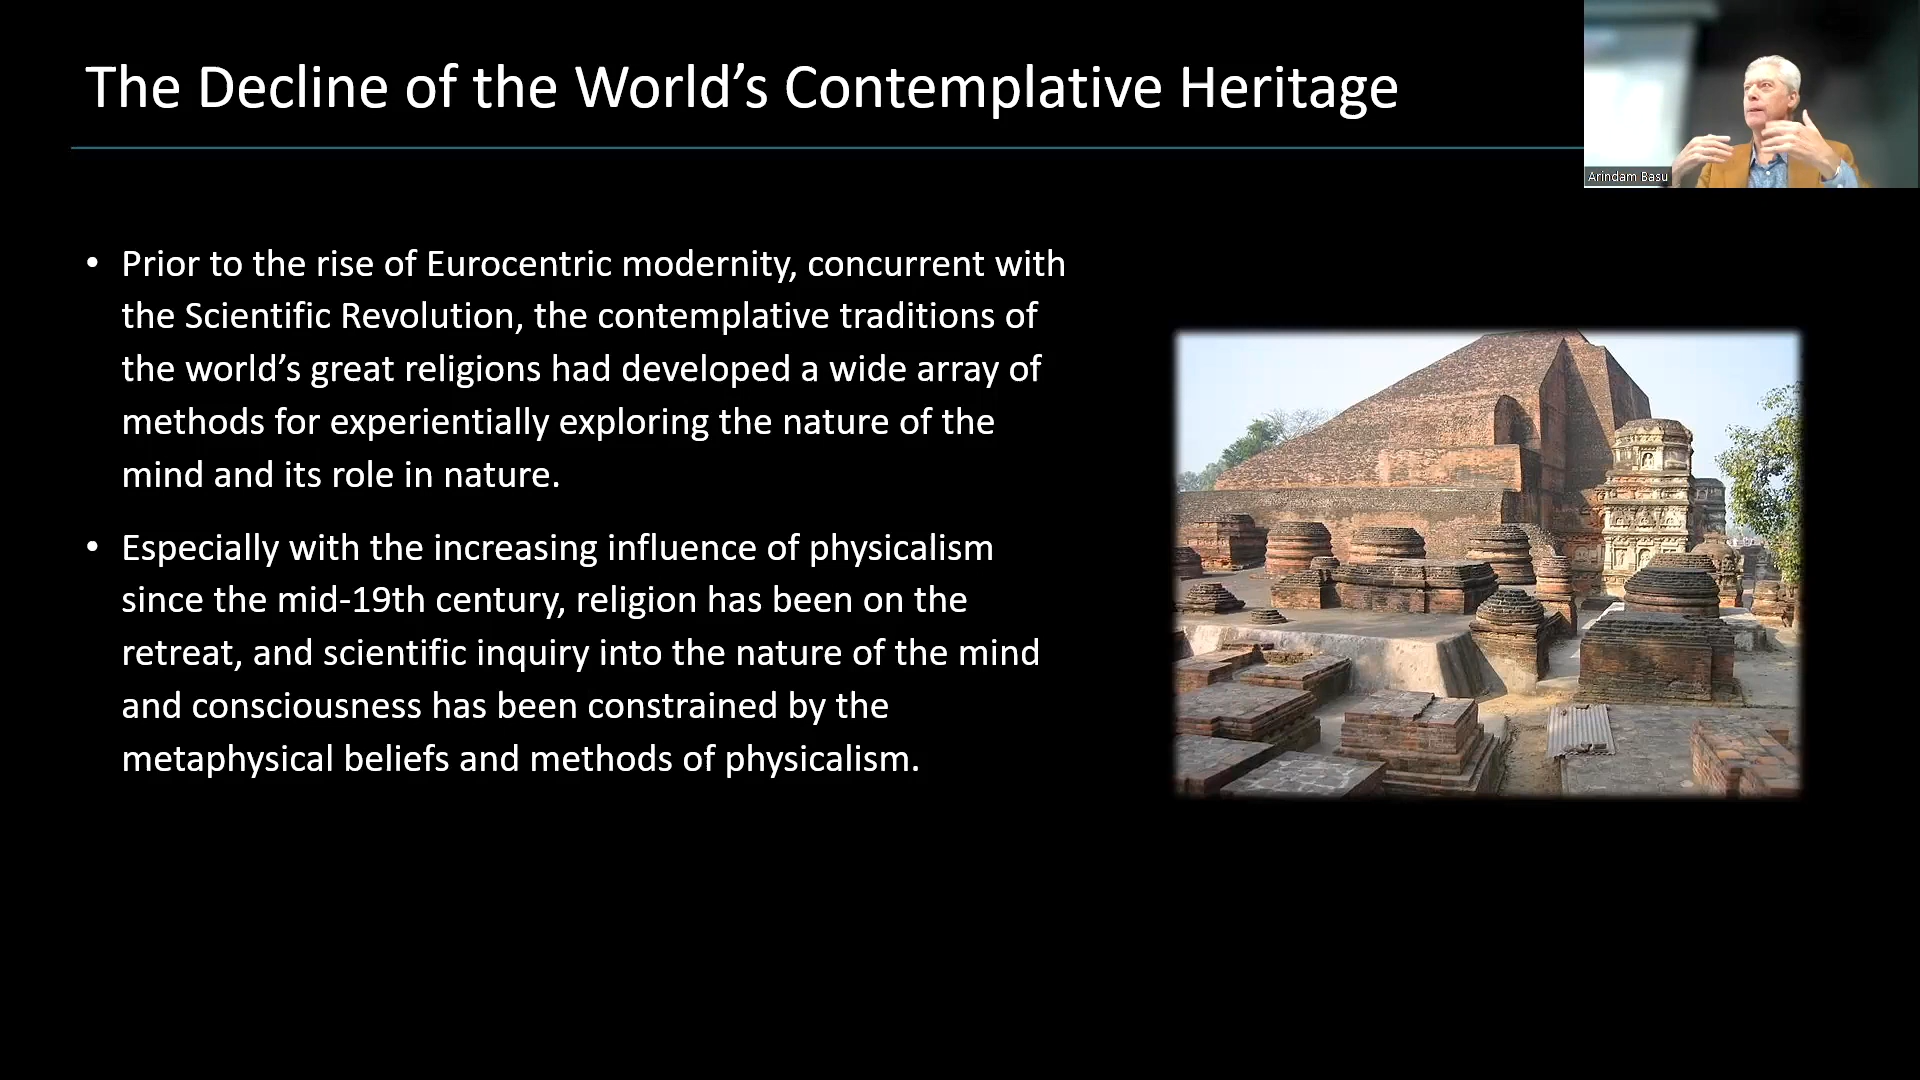 The Decline of the World’s Contemplative Heritage
Arindam Basu
• Prior to the rise of Eurocentric modernity, concurrent with
the Scientific Revolution, the contemplative traditions of
the world’s great religions had developed a wide array of
methods for experientially exploring the nature of the
mind and its role in nature.
• Especially with the increasing influence of physicalism
since the mid-19th century, religion has been on the
retreat, and scientific inquiry into the nature of the mind
and consciousness has been constrained by the
metaphysical beliefs and methods of physicalism.